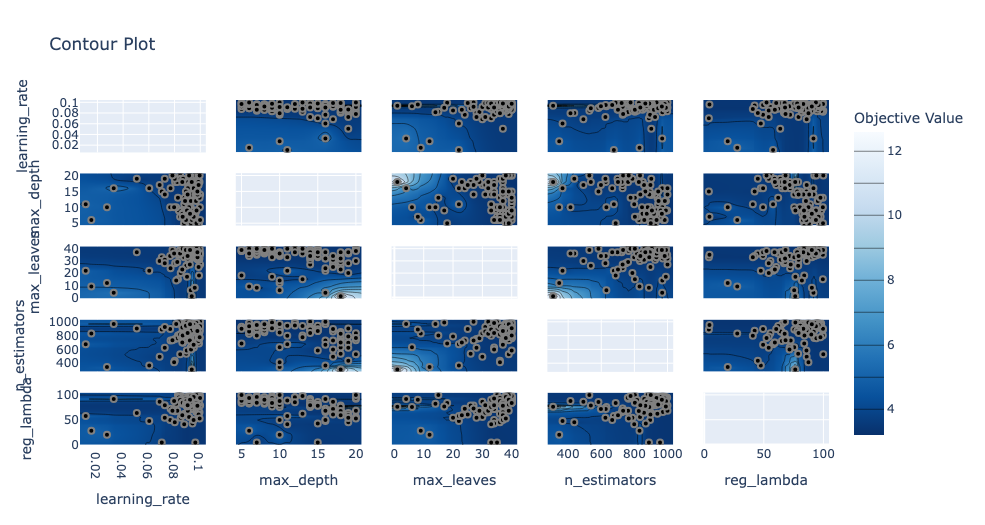 Contour Plot
Objective Value
learning_rate
0.1
0.08
0.06
0.04
0.02
12
max_depth
20
15
10
5
10
max_leaves
40
30
20
10
0
8
n_estimators
1000
800
600
400
6
reg_lambda
100
50
0
4
0.02 0.04 0.06 0.08 0.1
5 10 15 20
0 10 20 30 40
400 600 800 1000
0 50 100
learning_rate
max_depth
max_leaves
n_estimators
reg_lambda